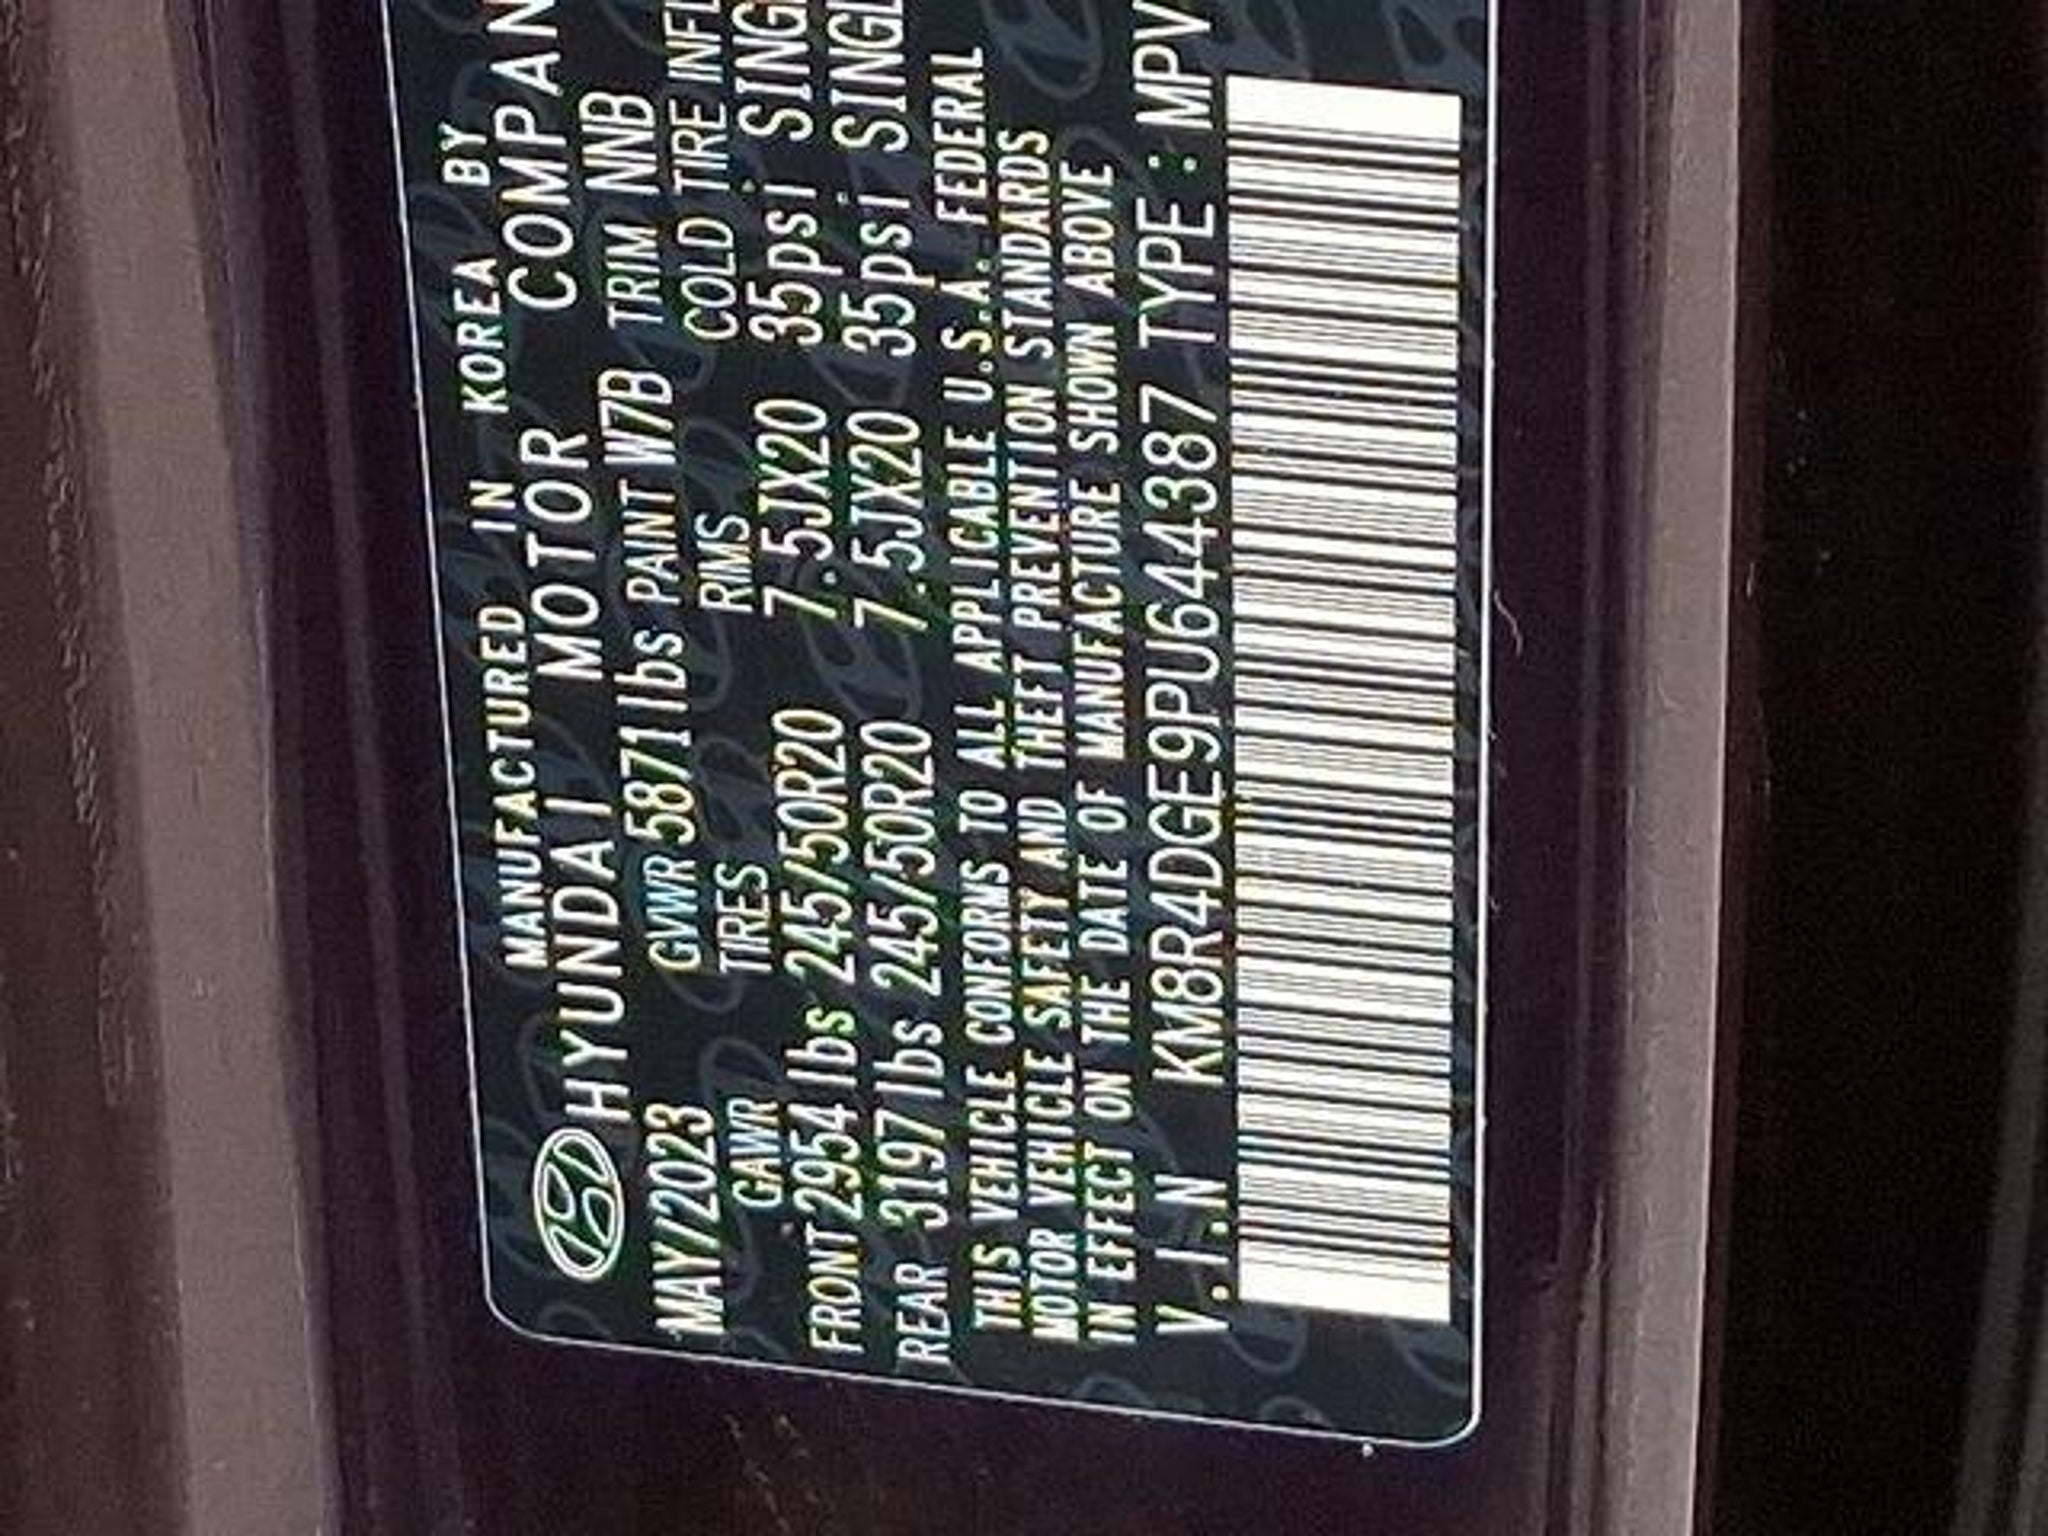 MANUFACTURED IN KOREA BY
HYUNDAI MOTOR COMPAN
MAY/2023 GVWR 5871lbs PAINT W7B TRIM NNB
GAWR TIRES RIMS COLD TIRE INFL
FRONT 2954 lbs 245/50R20 7.5JX20 35psi SINGL
REAR 3197 lbs 245/50R20 7.5JX20 35psi SINGL
THIS VEHICLE CONFORMS TO ALL APPLICABLE U.S.A. FEDERAL
MOTOR VEHICLE SAFETY AND THEFT PREVENTION STANDARDS
IN EFFECT ON THE DATE OF MANUFACTURE SHOWN ABOVE
V.I.N KM8R4DGE9PU644387 TYPE : MPV